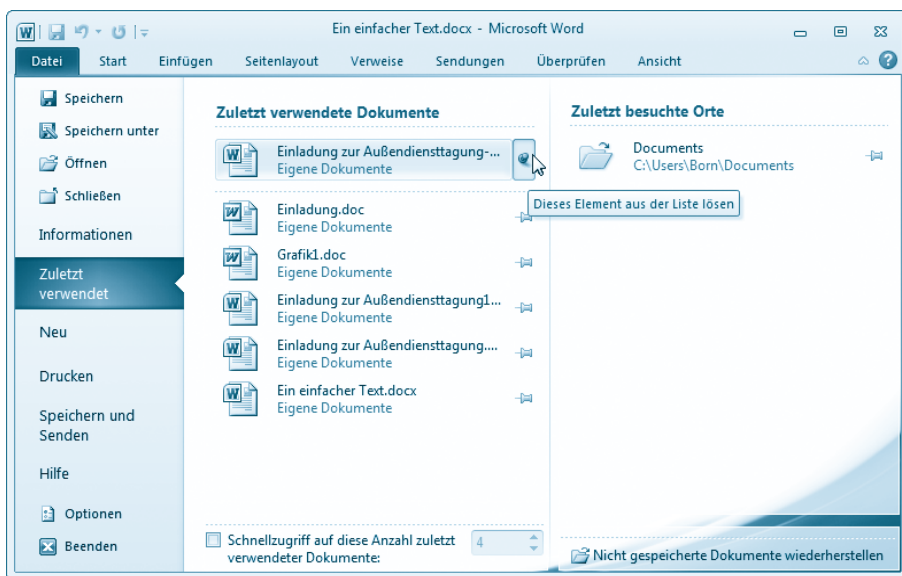 Ein einfacher Text.docx - Microsoft Word
Datei Start Einfügen Seitenlayout Verweise Sendungen Überprüfen Ansicht
Speichern
Speichern unter
Öffnen
Schließen
Informationen
Zuletzt
verwendet
Neu
Drucken
Speichern und
Senden
Hilfe
Optionen
Beenden
Zuletzt verwendete Dokumente
Einladung zur Außendiensttagung-...
Eigene Dokumente
Einladung.doc
Eigene Dokumente
Grafik1.doc
Eigene Dokumente
Einladung zur Außendiensttagung1...
Eigene Dokumente
Einladung zur Außendiensttagung....
Eigene Dokumente
Ein einfacher Text.docx
Eigene Dokumente
Schnellzugriff auf diese Anzahl zuletzt
verwendeter Dokumente:
4
Zuletzt besuchte Orte
Documents
C:\Users\Born\Documents
Dieses Element aus der Liste lösen
Nicht gespeicherte Dokumente wiederherstellen